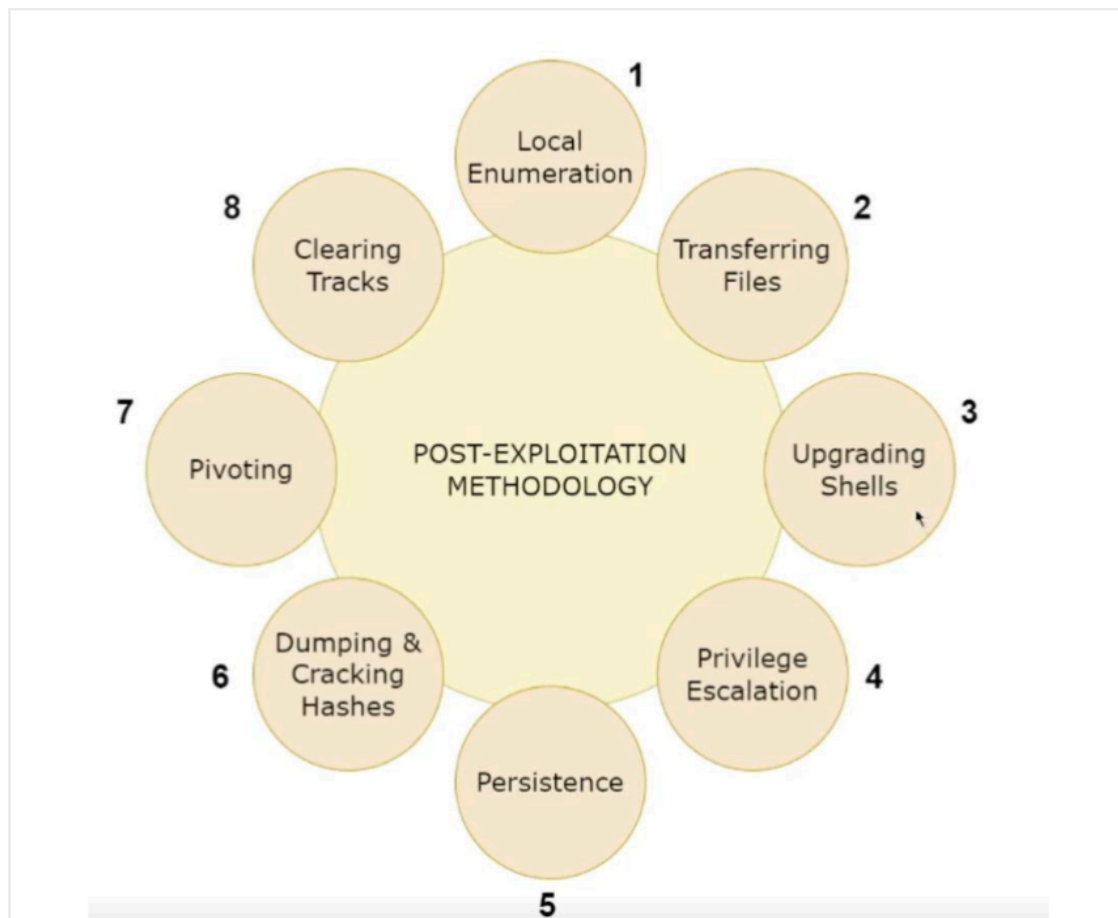 1
Local
Enumeration
2
Transferring
Files
3
Upgrading
Shells
4
Privilege
Escalation
5
Persistence
6
Dumping &
Cracking
Hashes
7
Pivoting
8
Clearing
Tracks
POST-EXPLOITATION
METHODOLOGY